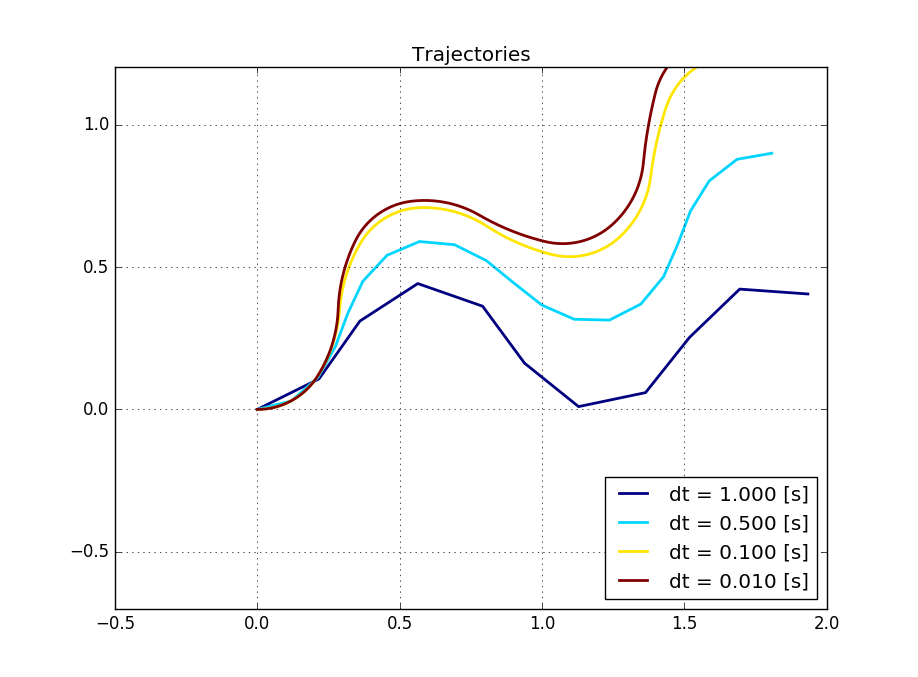 Trajectories
1.0
0.5
0.0
−0.5
−0.5 0.0 0.5 1.0 1.5 2.0
dt = 1.000 [s]
dt = 0.500 [s]
dt = 0.100 [s]
dt = 0.010 [s]